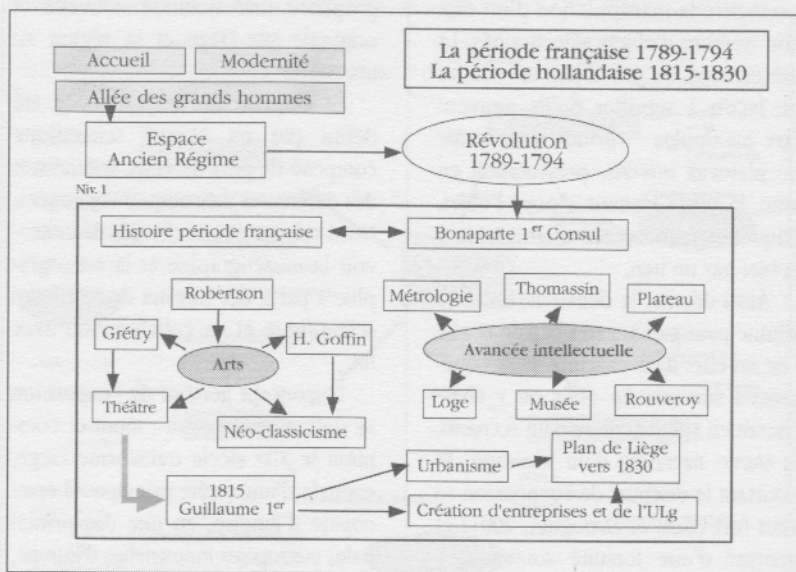 Accueil
Modernité
La période française 1789-1794
La période hollandaise 1815-1830
Allée des grands hommes
Espace
Ancien Régime
Révolution
1789-1794
Niv. 1
Histoire période française
Bonaparte 1er Consul
Robertson
Métrologie
Thomassin
Plateau
Grétry
H. Goffin
Arts
Avancée intellectuelle
Théâtre
Néo-classicisme
Loge
Musée
Rouveroy
1815
Guillaume 1er
Urbanisme
Plan de Liège
vers 1830
Création d'entreprises et de l'ULg